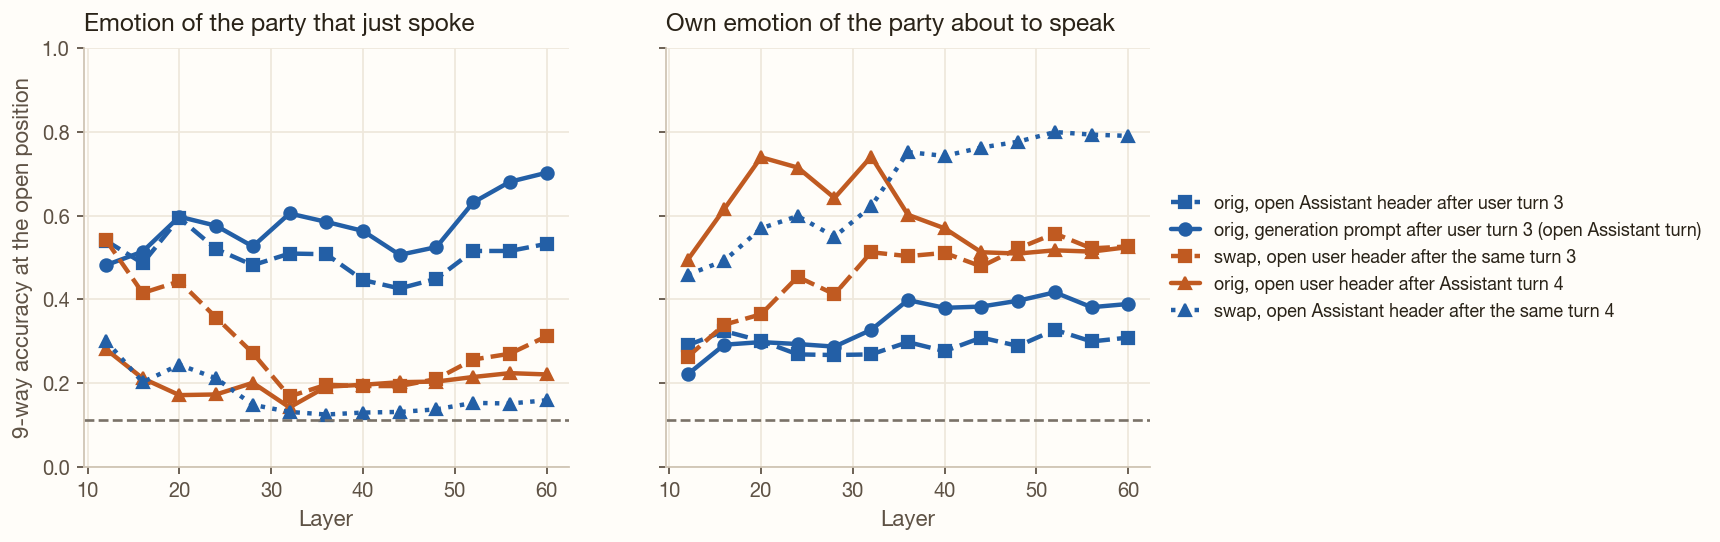 Emotion of the party that just spoke
Own emotion of the party about to speak
9-way accuracy at the open position
1.0
0.8
0.6
0.4
0.2
0.0
10 20 30 40 50 60
Layer
10 20 30 40 50 60
Layer
orig, open Assistant header after user turn 3
orig, generation prompt after user turn 3 (open Assistant turn)
swap, open user header after the same turn 3
orig, open user header after Assistant turn 4
swap, open Assistant header after the same turn 4